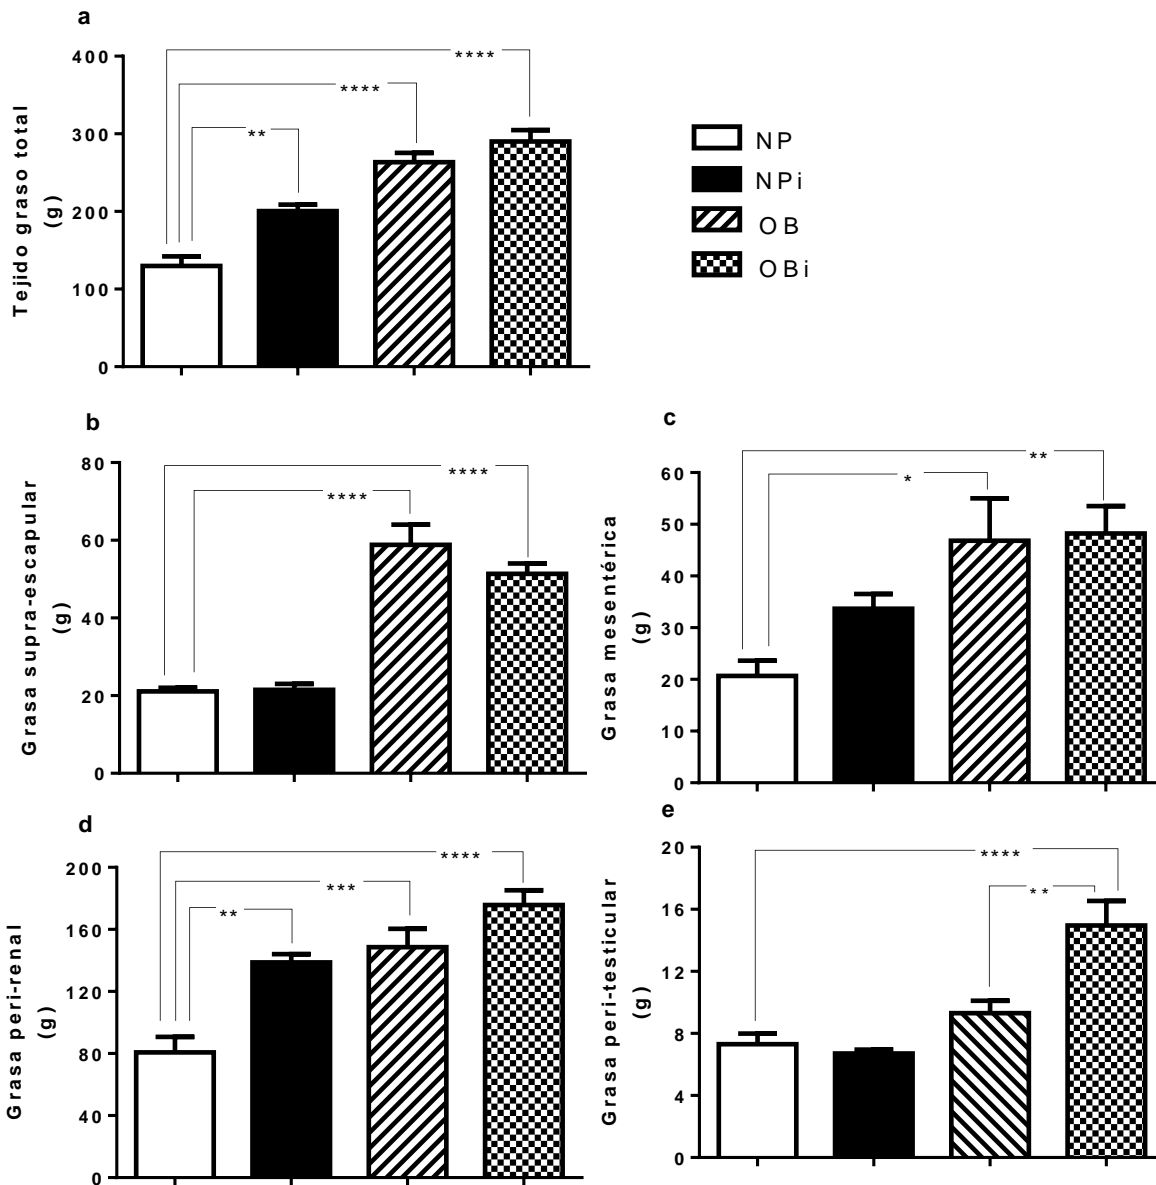 a
Tejido graso total
(g)
400
300
200
100
0
****
****
**
NP
NPi
OB
OBi
b
Grasa supra-escapular
(g)
80
60
40
20
0
****
****
c
Grasa mesentérica
(g)
60
50
40
30
20
10
0
**
*
d
Grasa peri-renal
(g)
200
160
120
80
40
0
****
***
**
e
Grasa peri-testicular
(g)
20
16
12
8
4
0
****
**